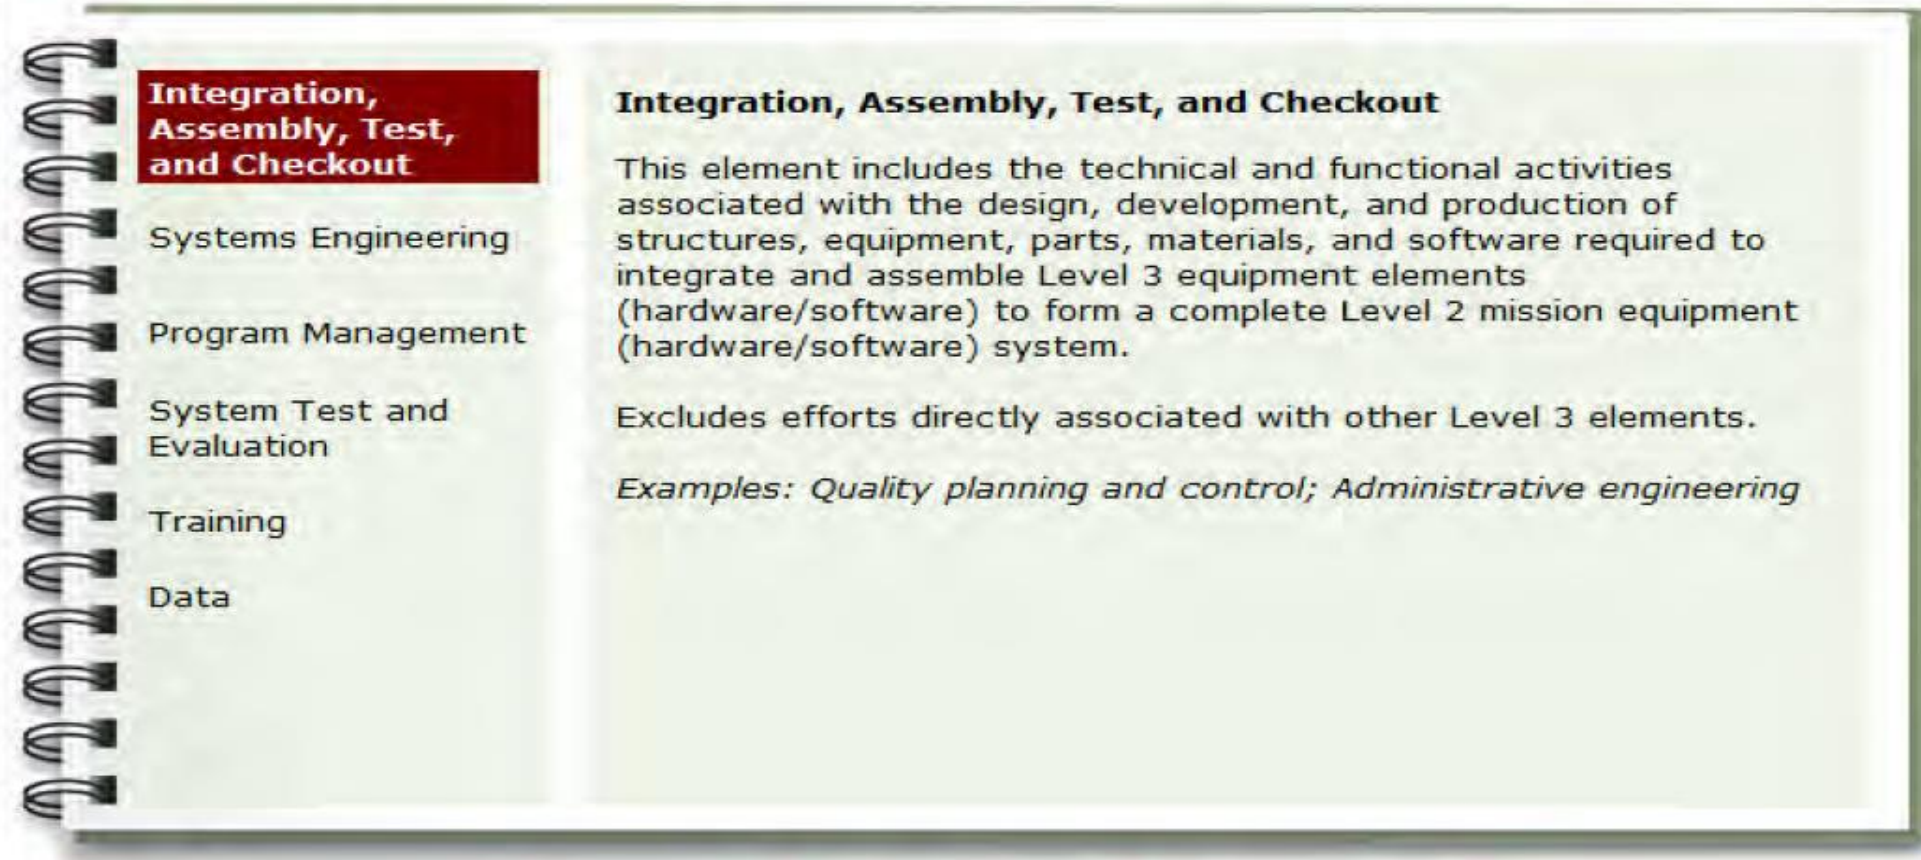 Integration,
Assembly, Test,
and Checkout
Systems Engineering
Program Management
System Test and
Evaluation
Training
Data
Integration, Assembly, Test, and Checkout
This element includes the technical and functional activities
associated with the design, development, and production of
structures, equipment, parts, materials, and software required to
integrate and assemble Level 3 equipment elements
(hardware/software) to form a complete Level 2 mission equipment
(hardware/software) system.
Excludes efforts directly associated with other Level 3 elements.
Examples: Quality planning and control; Administrative engineering